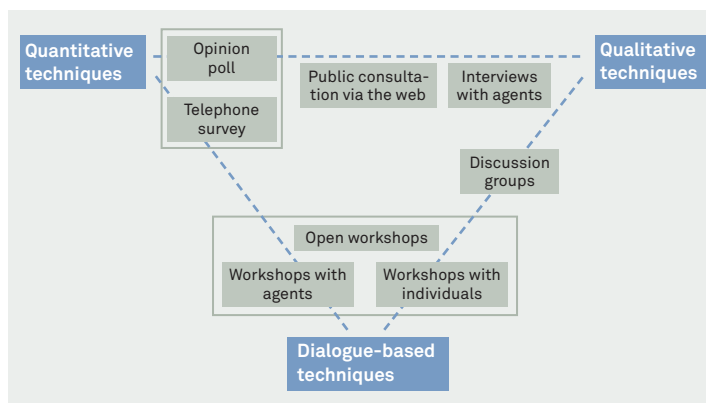 Quantitative
techniques
Opinion
poll
Qualitative
techniques
Public consulta-
tion via the web
Interviews
with agents
Telephone
survey
Discussion
groups
Open workshops
Workshops with
agents
Workshops with
individuals
Dialogue-based
techniques